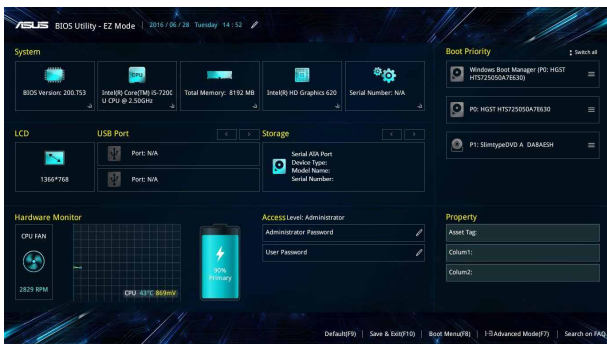 ASUS BIOS Utility - EZ Mode 2016 / 06 / 28 Tuesday 14 : 52
System
BIOS Version: 200.T53
CPU
Intel(R) Core(TM) i5-7200
U CPU @ 2.50GHz
Total Memory: 8192 MB
Intel(R) HD Graphics 620
Serial Number: N/A
Boot Priority
Switch all
Windows Boot Manager (P0: HGST
HTS725050A7E630)
P0: HGST HTS725050A7E630
P1: SlimtypeDVD A DA8AESH
LCD
1366*768
USB Port
Port: N/A
Port: N/A
Storage
Serial ATA Port
Device Type:
Model Name:
Serial Number:
Hardware Monitor
CPU FAN
2829 RPM
CPU 43°C 869mV
90%
Primary
Access Level: Administrator
Administrator Password
User Password
Property
Asset Tag:
Colum1:
Colum2:
Default(F9) | Save & Exit(F10) | Boot Menu(F8) | Advanced Mode(F7) | Search on FAQ